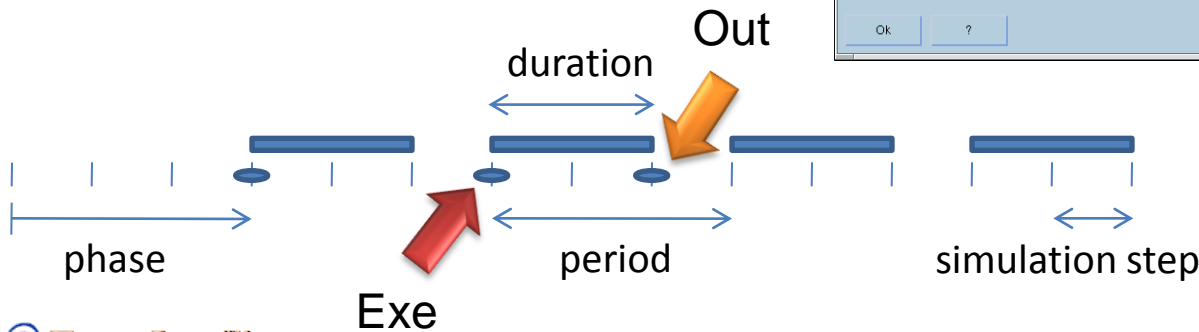 Out
Ok ?
duration
phase
period
simulation step
Exe